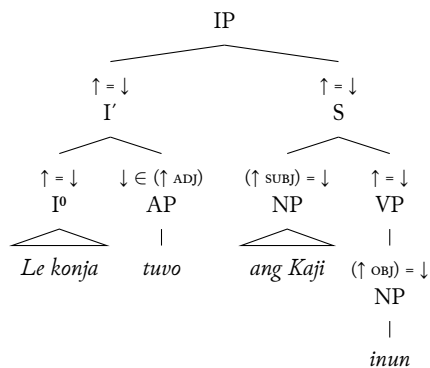 IP
↑ = ↓ ↑ = ↓
I′ S
↑ = ↓ ↓ ∈ (↑ ADJ) (↑ SUBJ) = ↓ ↑ = ↓
I⁰ AP NP VP
Le konja tuvo ang Kaji (↑ OBJ) = ↓
NP
inun